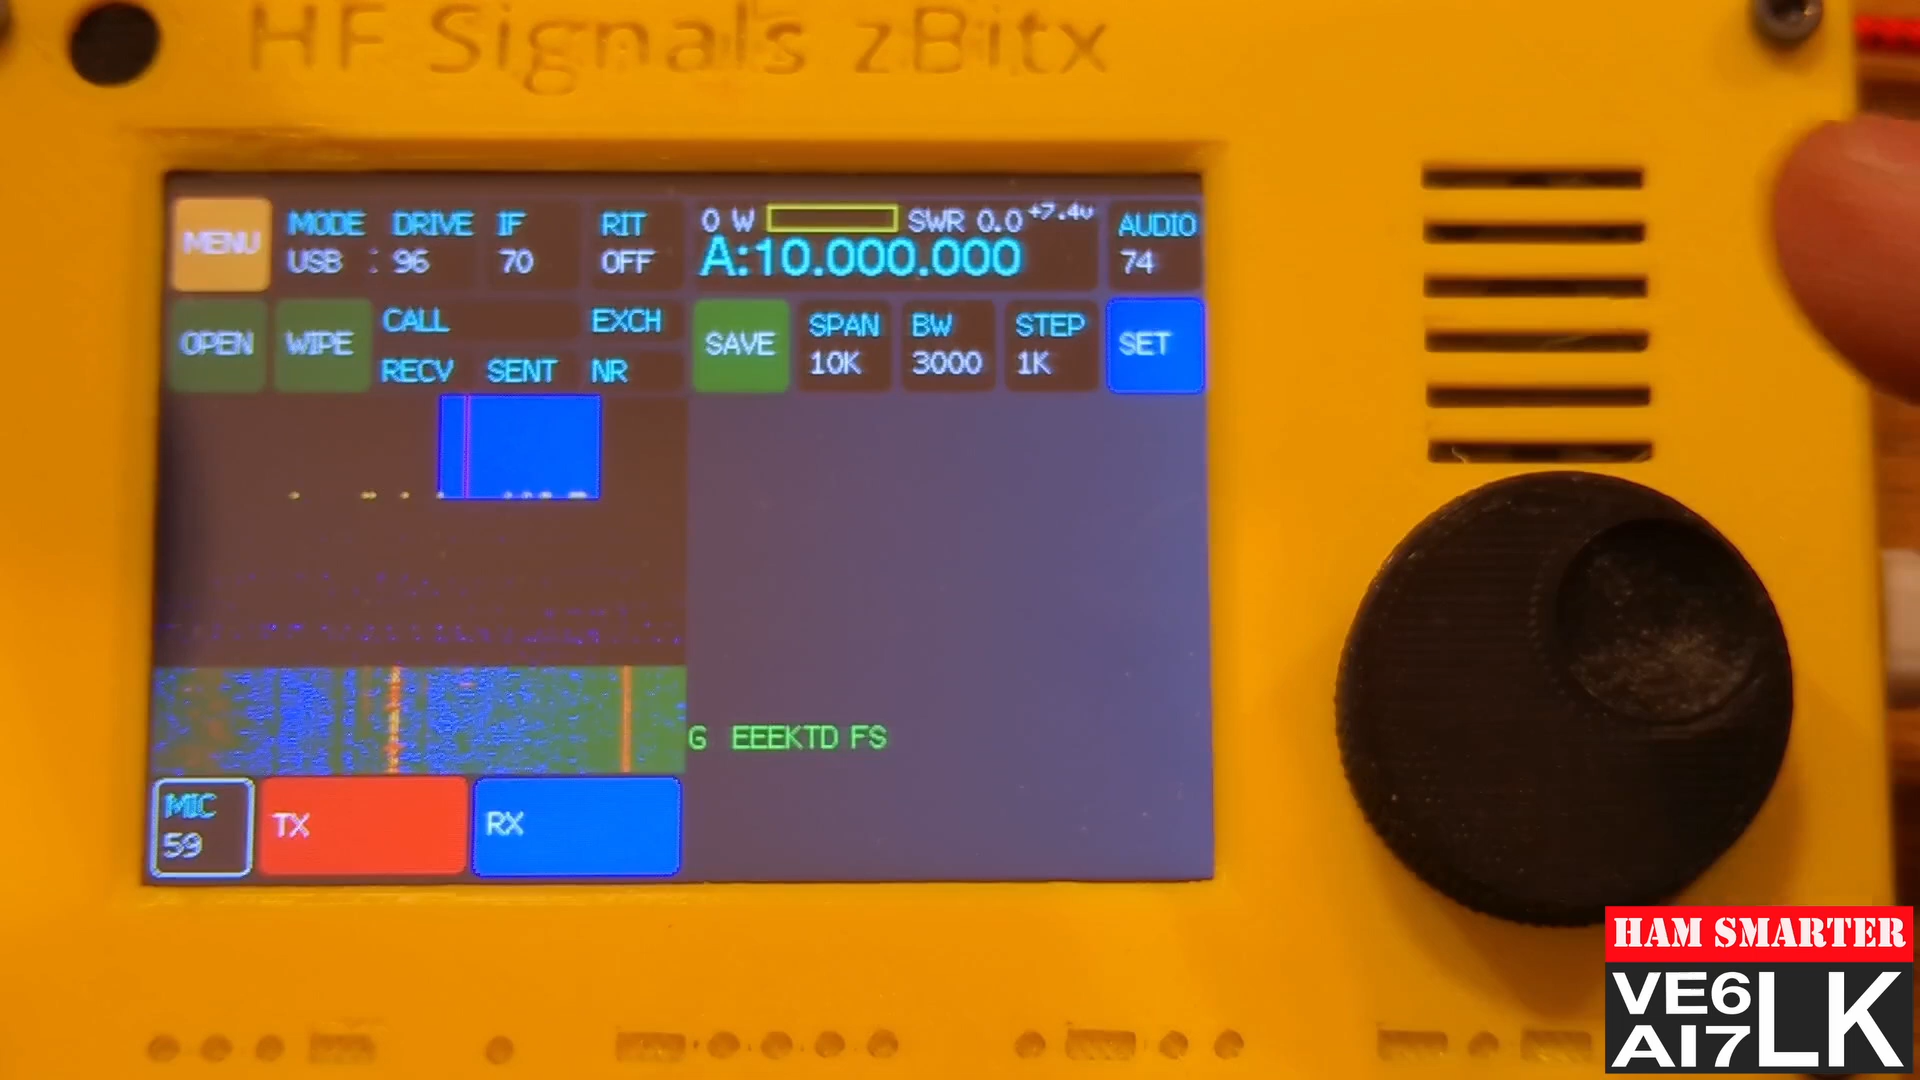 HF Signals zBitx
MENU MODE DRIVE IF RIT 0 W SWR 0.0 +7.4v AUDIO
USB : 96 70 OFF A:10.000.000 74
OPEN WIPE CALL EXCH SAVE SPAN BW STEP SET
10K 3000 1K
RECV SENT NR
G EEEKTD FS
MIC TX RX
59
HAM SMARTER
VE6
AI7 LK